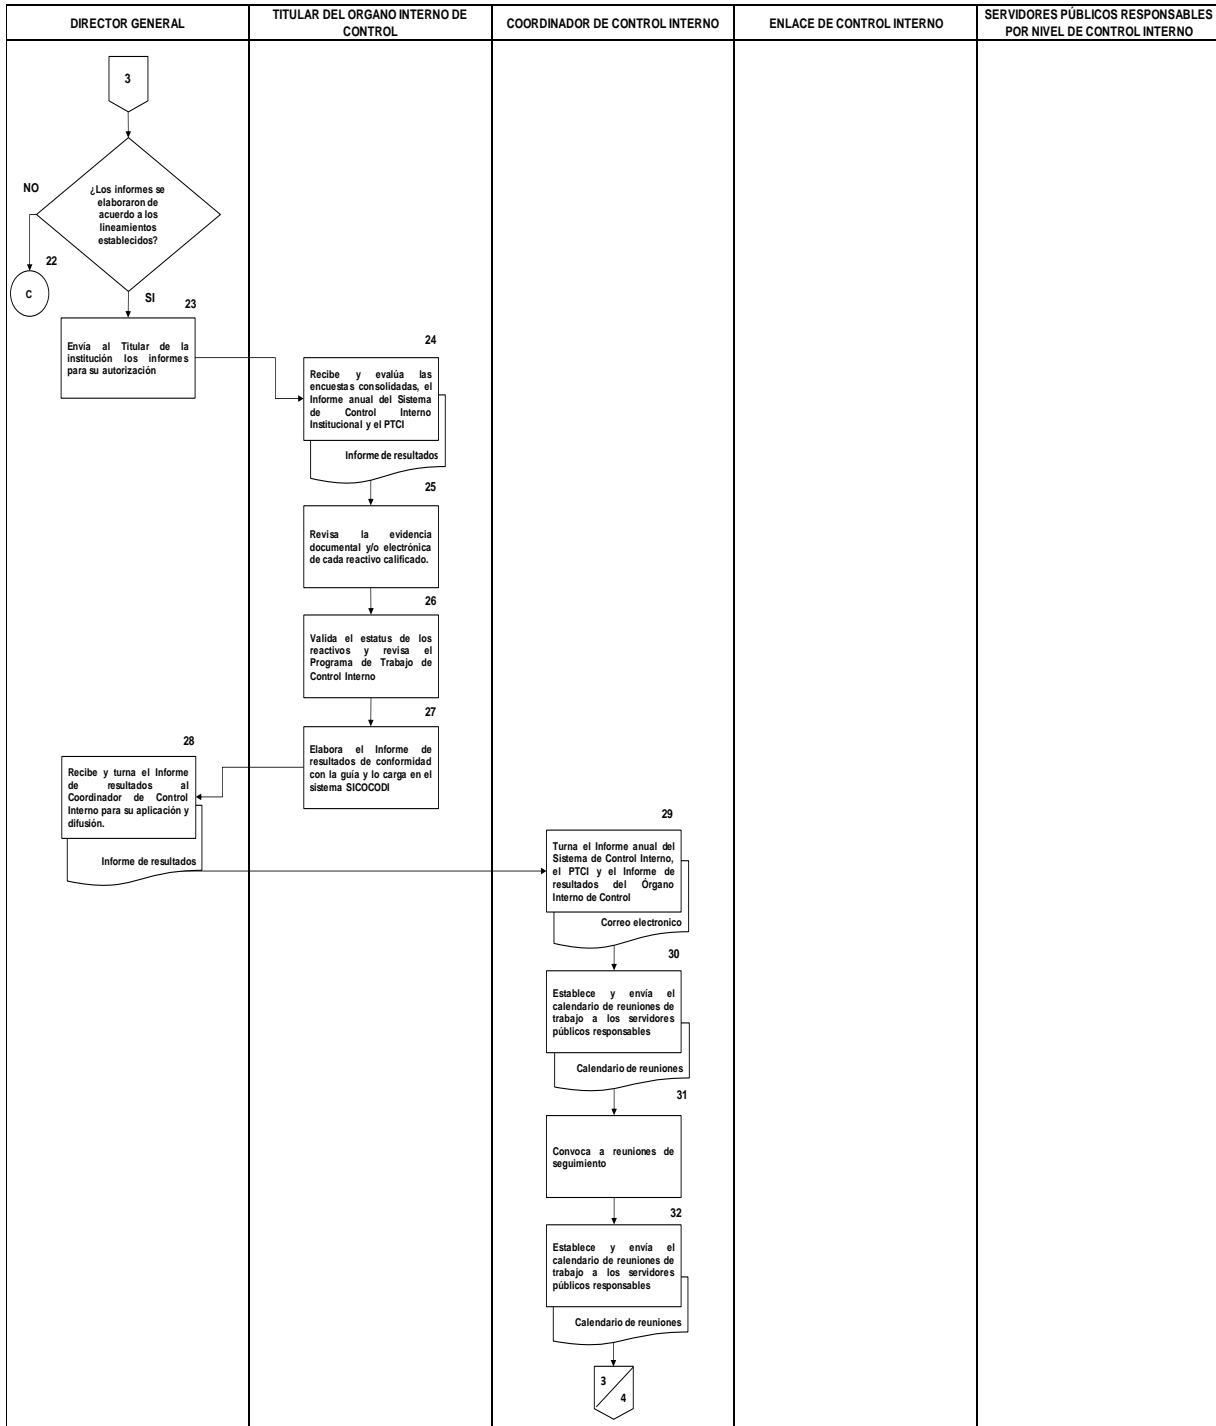 DIRECTOR GENERAL
TITULAR DEL ORGANO INTERNO DE
CONTROL
COORDINADOR DE CONTROL INTERNO
ENLACE DE CONTROL INTERNO
SERVIDORES PÚBLICOS RESPONSABLES
POR NIVEL DE CONTROL INTERNO
3
NO
¿Los informes se
elaboraron de
acuerdo a los
lineamientos
establecidos?
22
C
SI
23
Envía al Titular de la
institución los informes
para su autorización
24
Recibe y evalúa las
encuestas consolidadas, el
Informe anual del Sistema
de Control Interno
Institucional y el PTCI
Informe de resultados
25
Revisa la evidencia
documental y/o electrónica
de cada reactivo calificado.
26
Valida el estatus de los
reactivos y revisa el
Programa de Trabajo de
Control Interno
27
Elabora el Informe de
resultados de conformidad
con la guía y lo carga en el
sistema SICOCODI
28
Recibe y turna el Informe
de resultados al
Coordinador de Control
Interno para su aplicación y
difusión.
Informe de resultados
29
Turna el Informe anual del
Sistema de Control Interno,
el PTCI y el Informe de
resultados del Órgano
Interno de Control
Correo electronico
30
Establece y envía el
calendario de reuniones de
trabajo a los servidores
públicos responsables
Calendario de reuniones
31
Convoca a reuniones de
seguimiento
32
Establece y envía el
calendario de reuniones de
trabajo a los servidores
públicos responsables
Calendario de reuniones
3
4